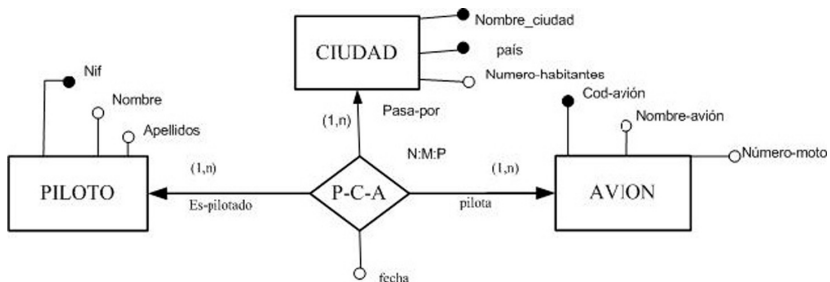 Nombre_ciudad
CIUDAD
país
Numero-habitantes
Nif
Nombre
Apellidos
Cod-avión
Nombre-avión
Número-moto
(1,n)
Pasa-por
N:M:P
(1,n)
(1,n)
PILOTO
P-C-A
AVION
Es-pilotado
pilota
fecha